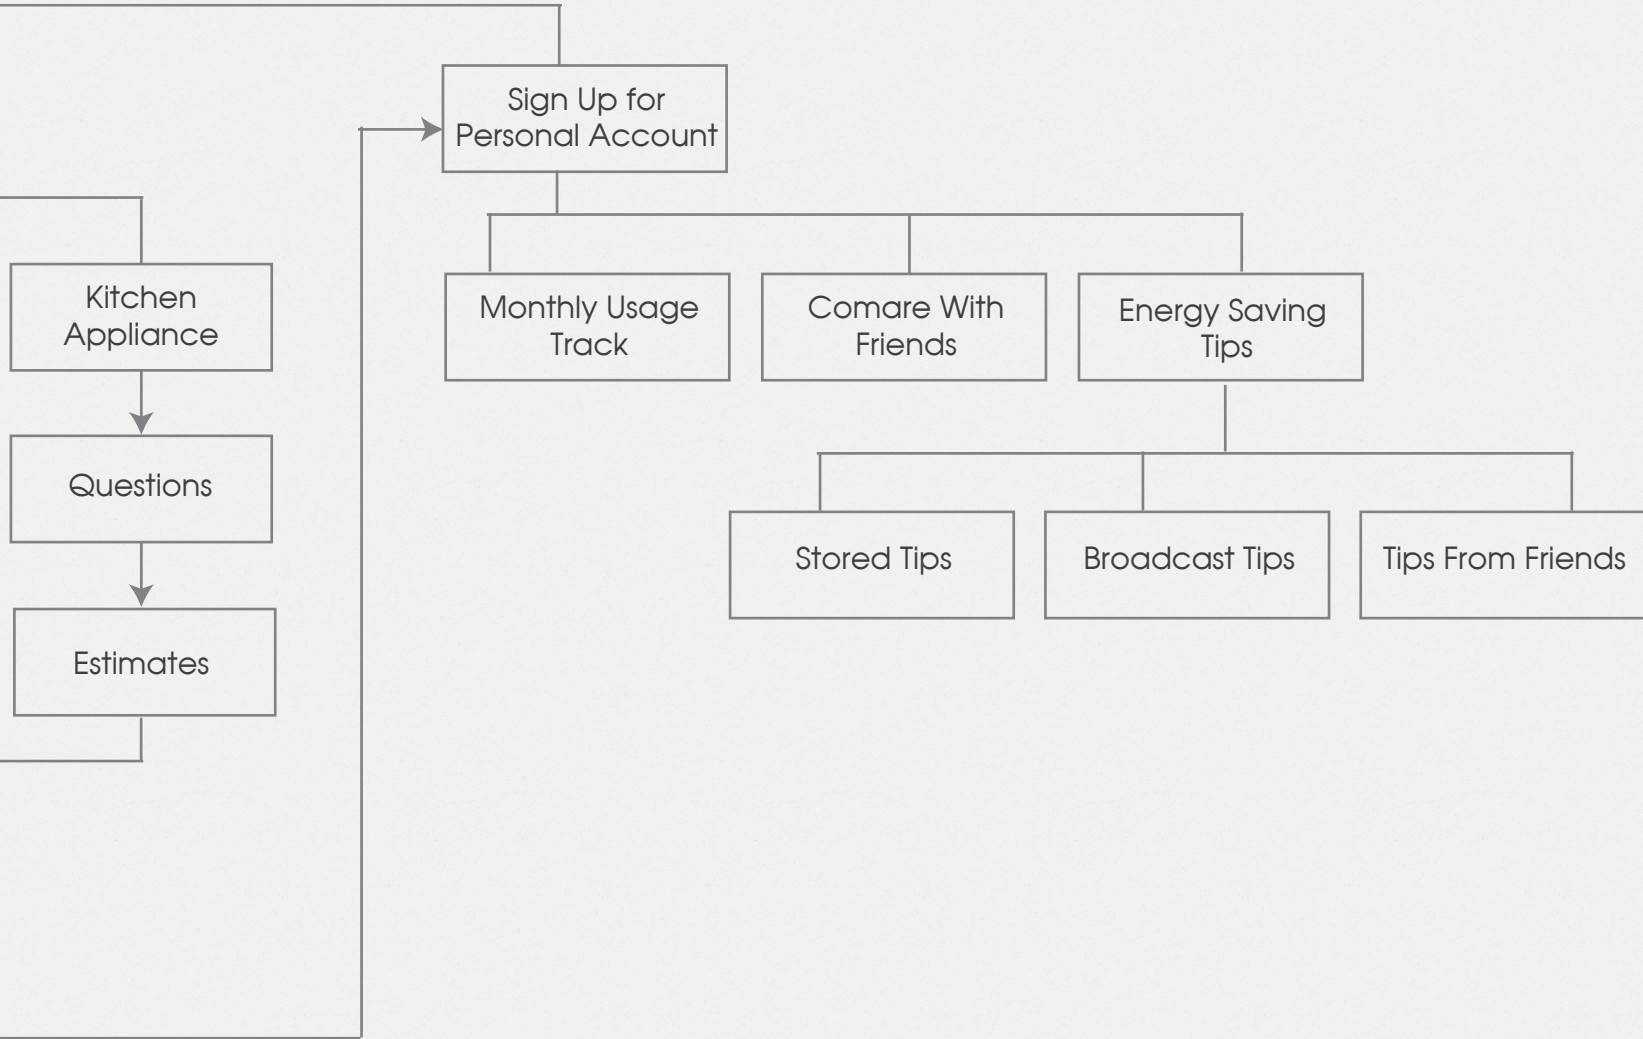 Sign Up for
Personal Account
Kitchen
Appliance
Monthly Usage
Track
Comare With
Friends
Energy Saving
Tips
Questions
Stored Tips
Broadcast Tips
Tips From Friends
Estimates